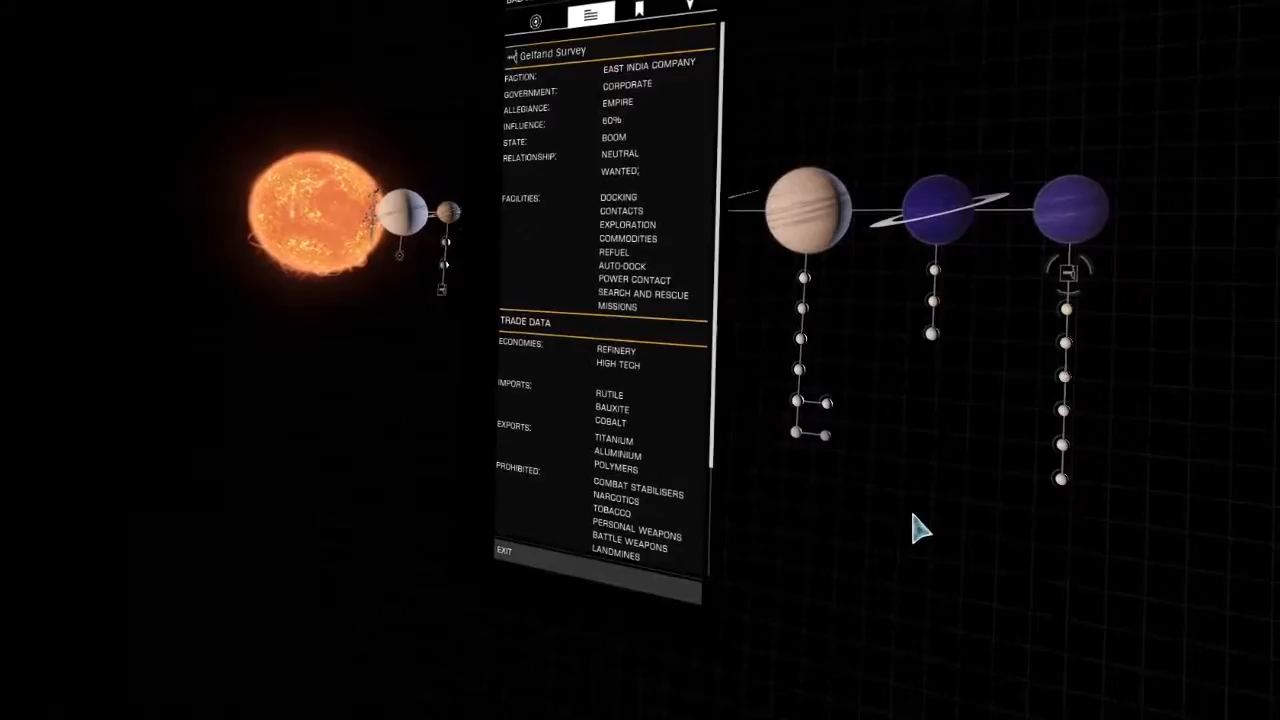 Gelfand Survey
FACTION: EAST INDIA COMPANY
GOVERNMENT: CORPORATE
ALLEGIANCE: EMPIRE
INFLUENCE: 60%
STATE: BOOM
RELATIONSHIP: NEUTRAL
WANTED;
FACILITIES: DOCKING
CONTACTS
EXPLORATION
COMMODITIES
REFUEL
AUTO-DOCK
POWER CONTACT
SEARCH AND RESCUE
MISSIONS
TRADE DATA
ECONOMIES: REFINERY
HIGH TECH
IMPORTS: RUTILE
BAUXITE
COBALT
EXPORTS: TITANIUM
ALUMINIUM
POLYMERS
PROHIBITED: COMBAT STABILISERS
NARCOTICS
TOBACCO
PERSONAL WEAPONS
BATTLE WEAPONS
LANDMINES
EXIT